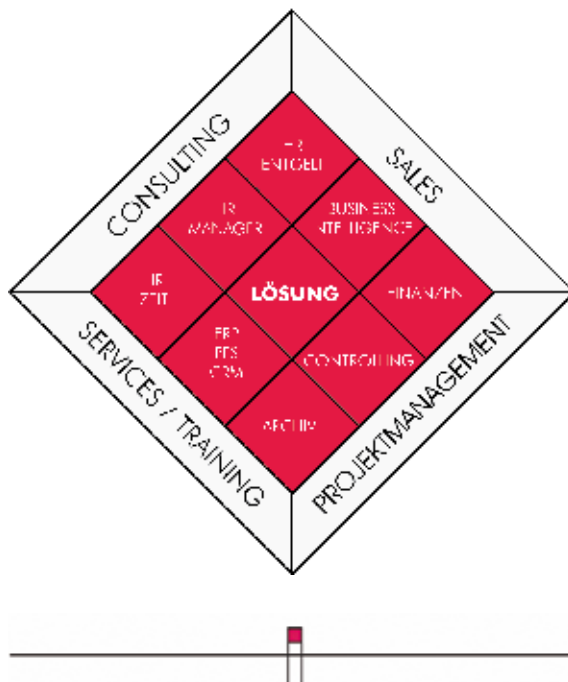 CONSULTING
SALES
HR
ENTGELT
HR
MANAGER
BUSINESS
INTELLIGENCE
HR
ZEIT
LÖSUNG
FINANZEN
ERP
PPS
CRM
CONTROLLING
ARCHIV
SERVICES / TRAINING
PROJEKTMANAGEMENT